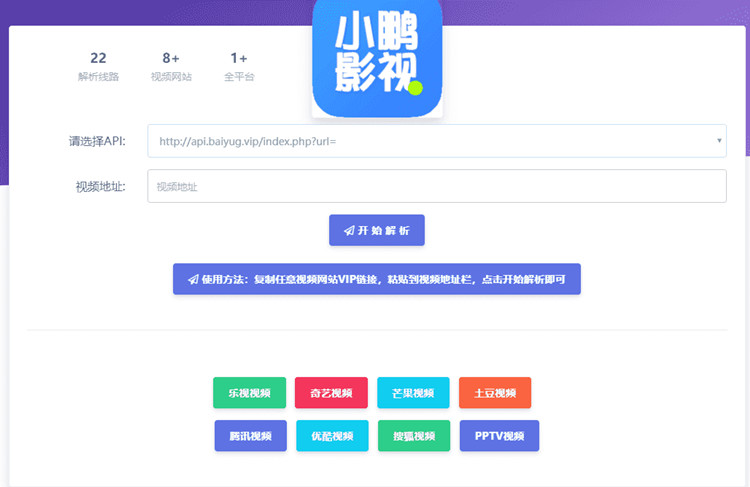 小鹏
影视
22 8+ 1+
解析线路 视频网站 全平台
请选择API: http://api.baiyug.vip/index.php?url=
视频地址: 视频地址
开 始 解 析
使用方法：复制任意视频网站VIP链接，粘贴到视频地址栏，点击开始解析即可
乐视视频 奇艺视频 芒果视频 土豆视频
腾讯视频 优酷视频 搜狐视频 PPTV视频